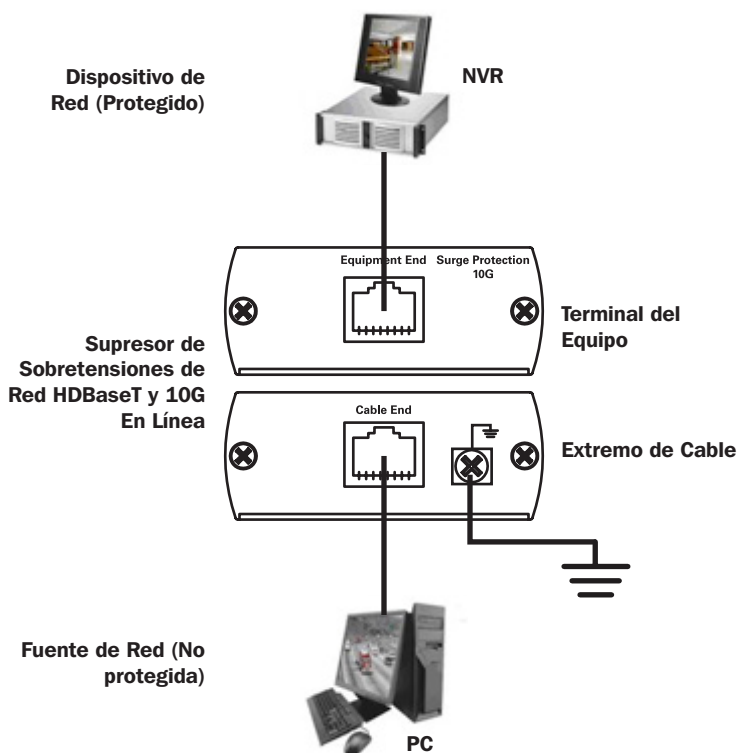 Dispositivo de
Red (Protegido)
NVR
Equipment End
Surge Protection
10G
Terminal del
Equipo
Supresor de
Sobretensiones de
Red HDBaseT y 10G
En Línea
Cable End
Extremo de Cable
Fuente de Red (No
protegida)
PC